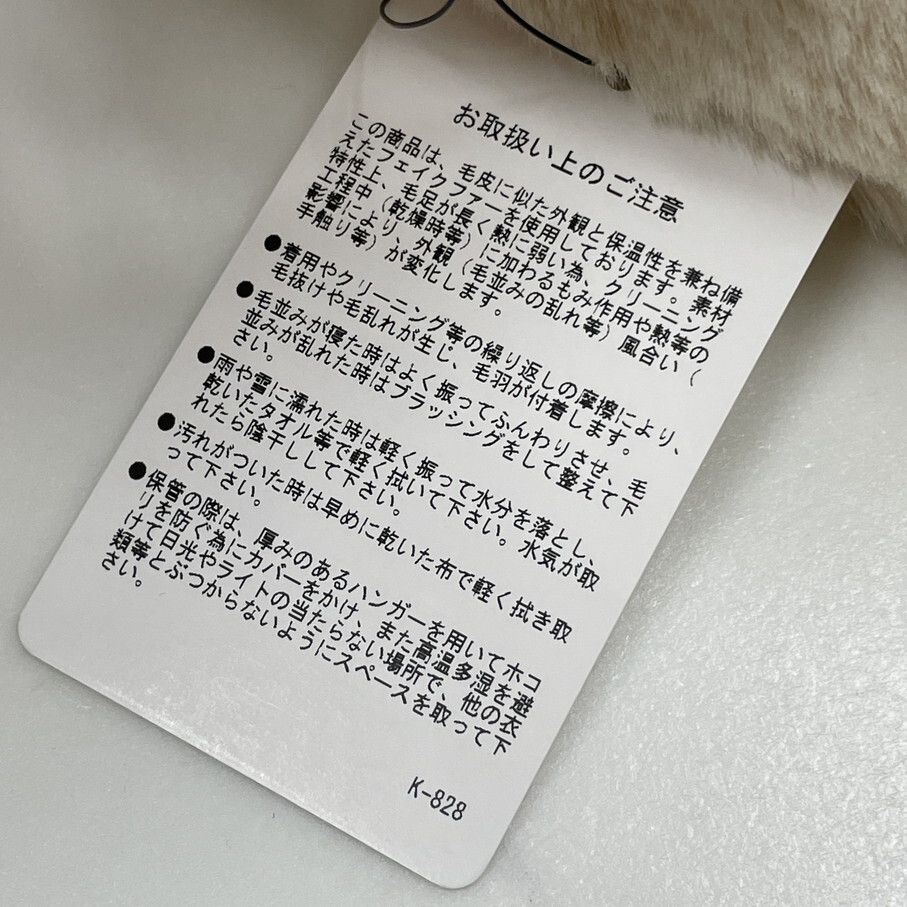 お取扱い上のご注意
この商品は、毛皮に似た外観と保温性を兼ね備
えたフェイクファーを使用しております。素材
特性上、毛足が長く熱に弱い為、クリーニング
工程中（乾燥時等）に加わるもみ作用や熱等の
影響により、外観（毛並みの乱れ等）風合い（
手触り等）が変化します。
●着用やクリーニング等の繰り返しの摩擦により、
毛抜けや毛乱れが生じ、毛羽が付着します。
●毛並みが寝た時はよく振ってふんわりさせ、毛
並みが乱れた時はブラッシングをして整えて下
さい。
●雨や雪に濡れた時は軽く振って水分を落とし、
乾いたタオル等で軽く拭いて下さい。水気が取
れたら陰干しして下さい。
●汚れがついた時は早めに乾いた布で軽く拭き取
って下さい。
●保管の際は、厚みのあるハンガーを用いてホコ
リを防ぐ為にカバーをかけ、また高温多湿を避
けて日光やライトの当たらない場所で、他の衣
類等とぶつからないようにスペースを取って下
さい。
K-828